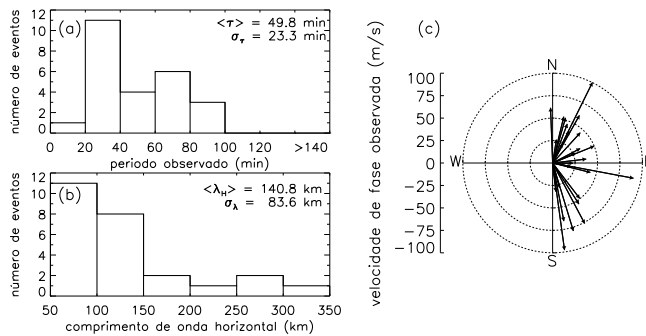 (a)
<τ> = 49.8 min
σ_τ = 23.3 min
número de eventos
12
10
8
6
4
2
0
0 20 40 60 80 100 120 >140
periodo observado (min)
(b)
<λ_H> = 140.8 km
σ_λ = 83.6 km
número de eventos
12
10
8
6
4
2
0
50 100 150 200 250 300 350
comprimento de onda horizontal (km)
(c)
velocidade de fase observada (m/s)
100
75
50
25
0
−25
−50
−75
−100
N
W
E
S